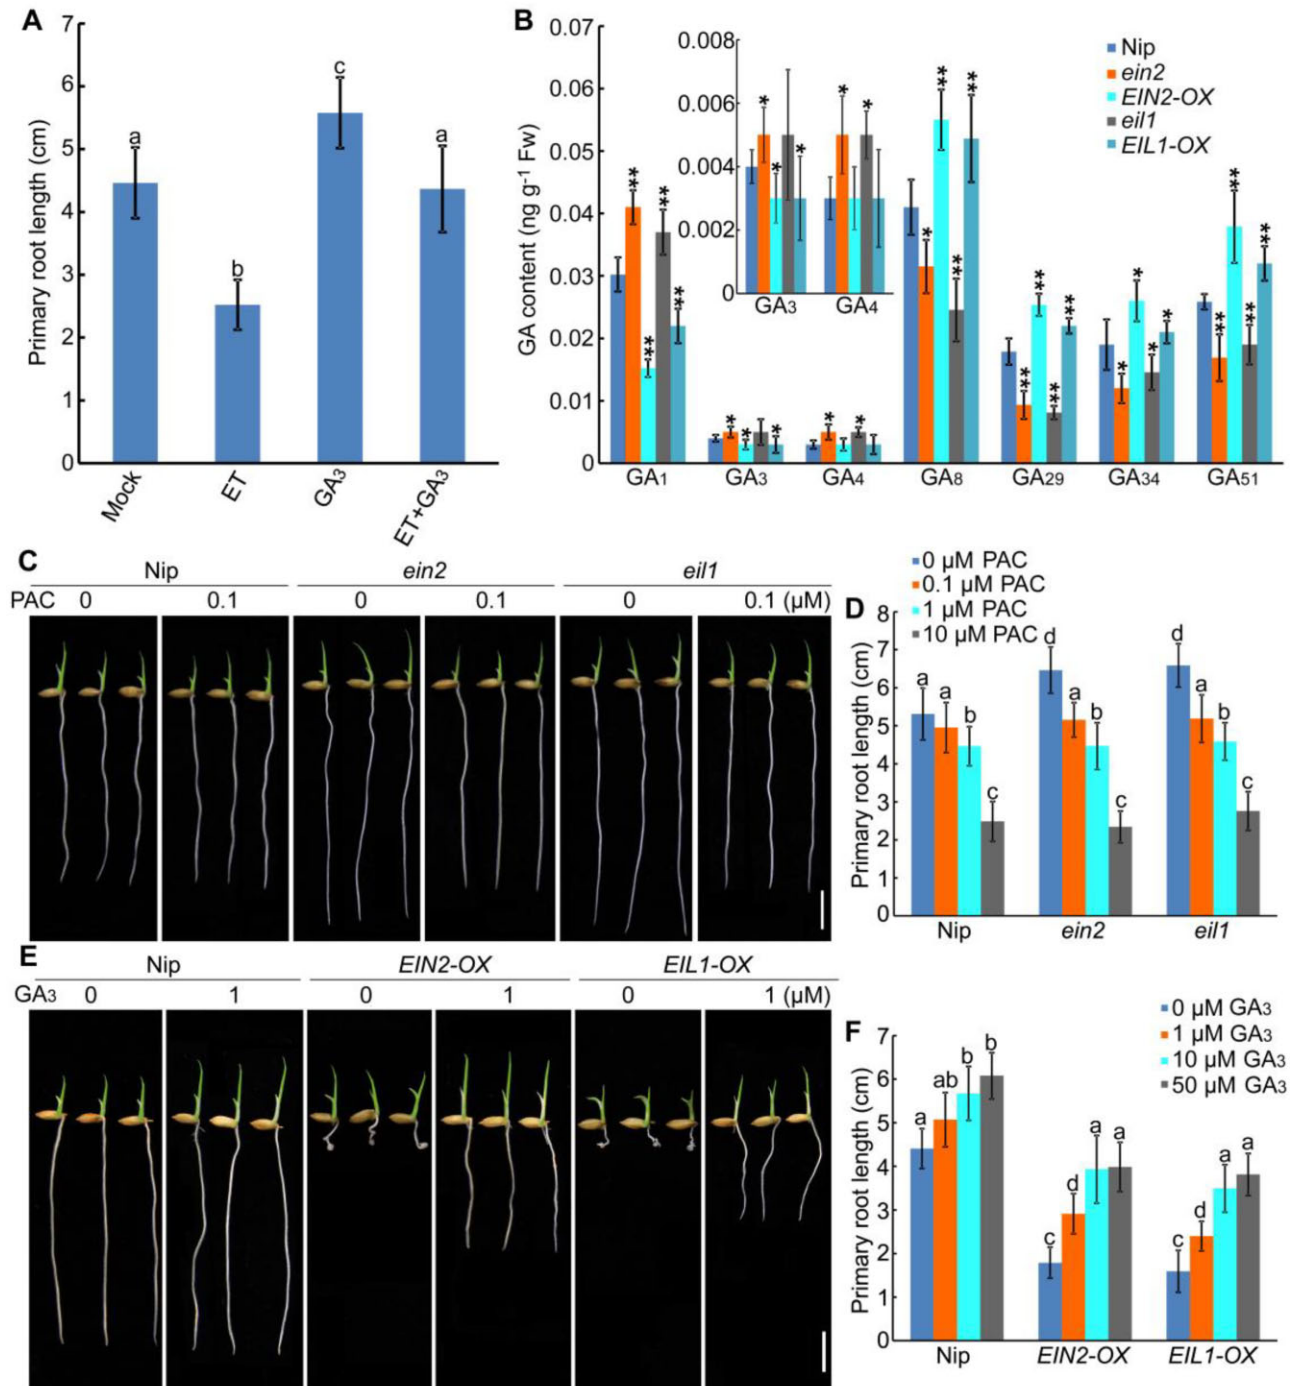 A
7
6
5
4
3
2
1
0
Primary root length (cm)
a
b
c
a
Mock
ET
GA3
ET+GA3
B
0.07
0.06
0.05
0.04
0.03
0.02
0.01
0
GA content (ng g-1 Fw)
0.008
0.006
0.004
0.002
0
GA3 GA4
Nip
ein2
EIN2-OX
eil1
EIL1-OX
*** *** *** ***
* * * * *
* *** *** ***
*** *** *** ***
* * * *
*** *** *** ***
* * * * *
GA1 GA3 GA4 GA8 GA29 GA34 GA51
C
Nip ein2 eil1
PAC 0 0.1 0 0.1 0 0.1 (µM)
D
0 µM PAC
0.1 µM PAC
1 µM PAC
10 µM PAC
8
7
6
5
4
3
2
1
0
Primary root length (cm)
a a b c
d a b c
d a b c
Nip ein2 eil1
E
Nip EIN2-OX EIL1-OX
GA3 0 1 0 1 0 1 (µM)
F
0 µM GA3
1 µM GA3
10 µM GA3
50 µM GA3
7
6
5
4
3
2
1
0
Primary root length (cm)
a ab b b
c d a a
c d a a
Nip EIN2-OX EIL1-OX